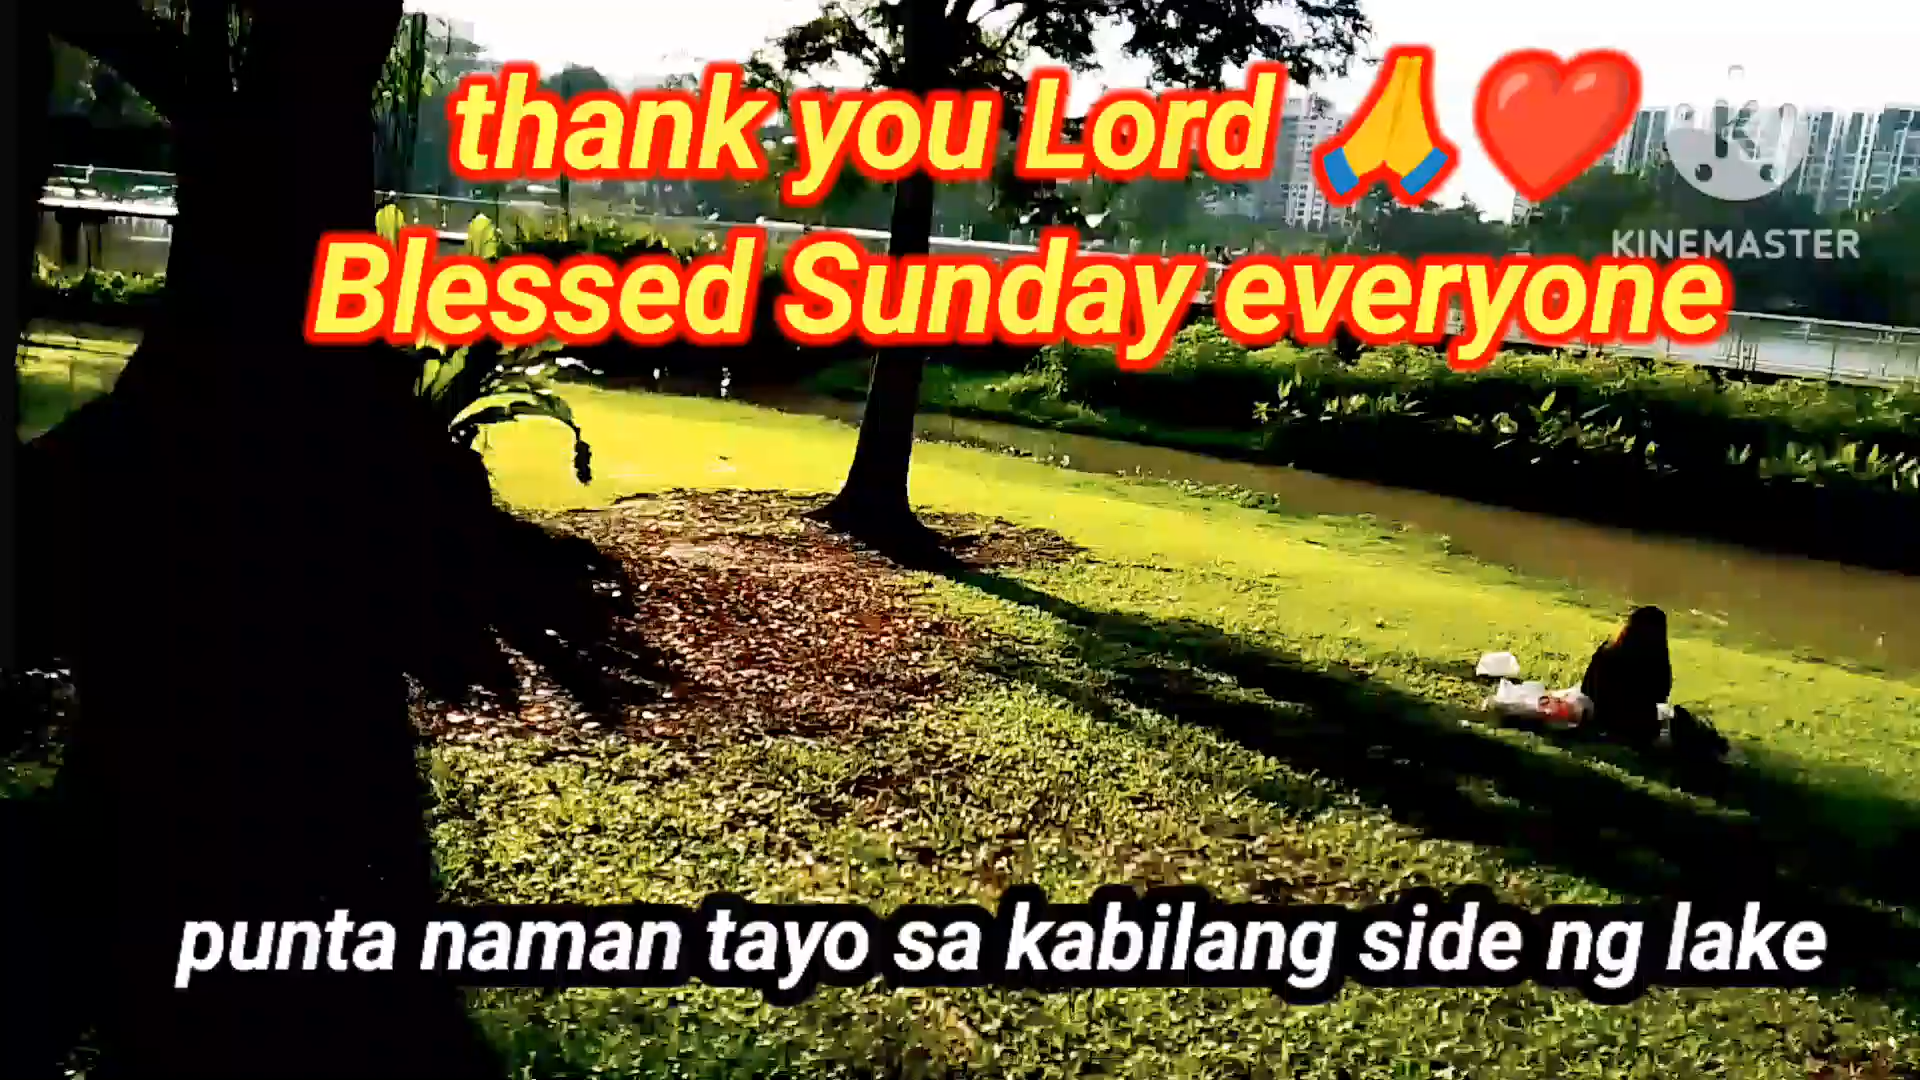 thank you Lord 🙏❤️
KINEMASTER
Blessed Sunday everyone
punta naman tayo sa kabilang side ng lake